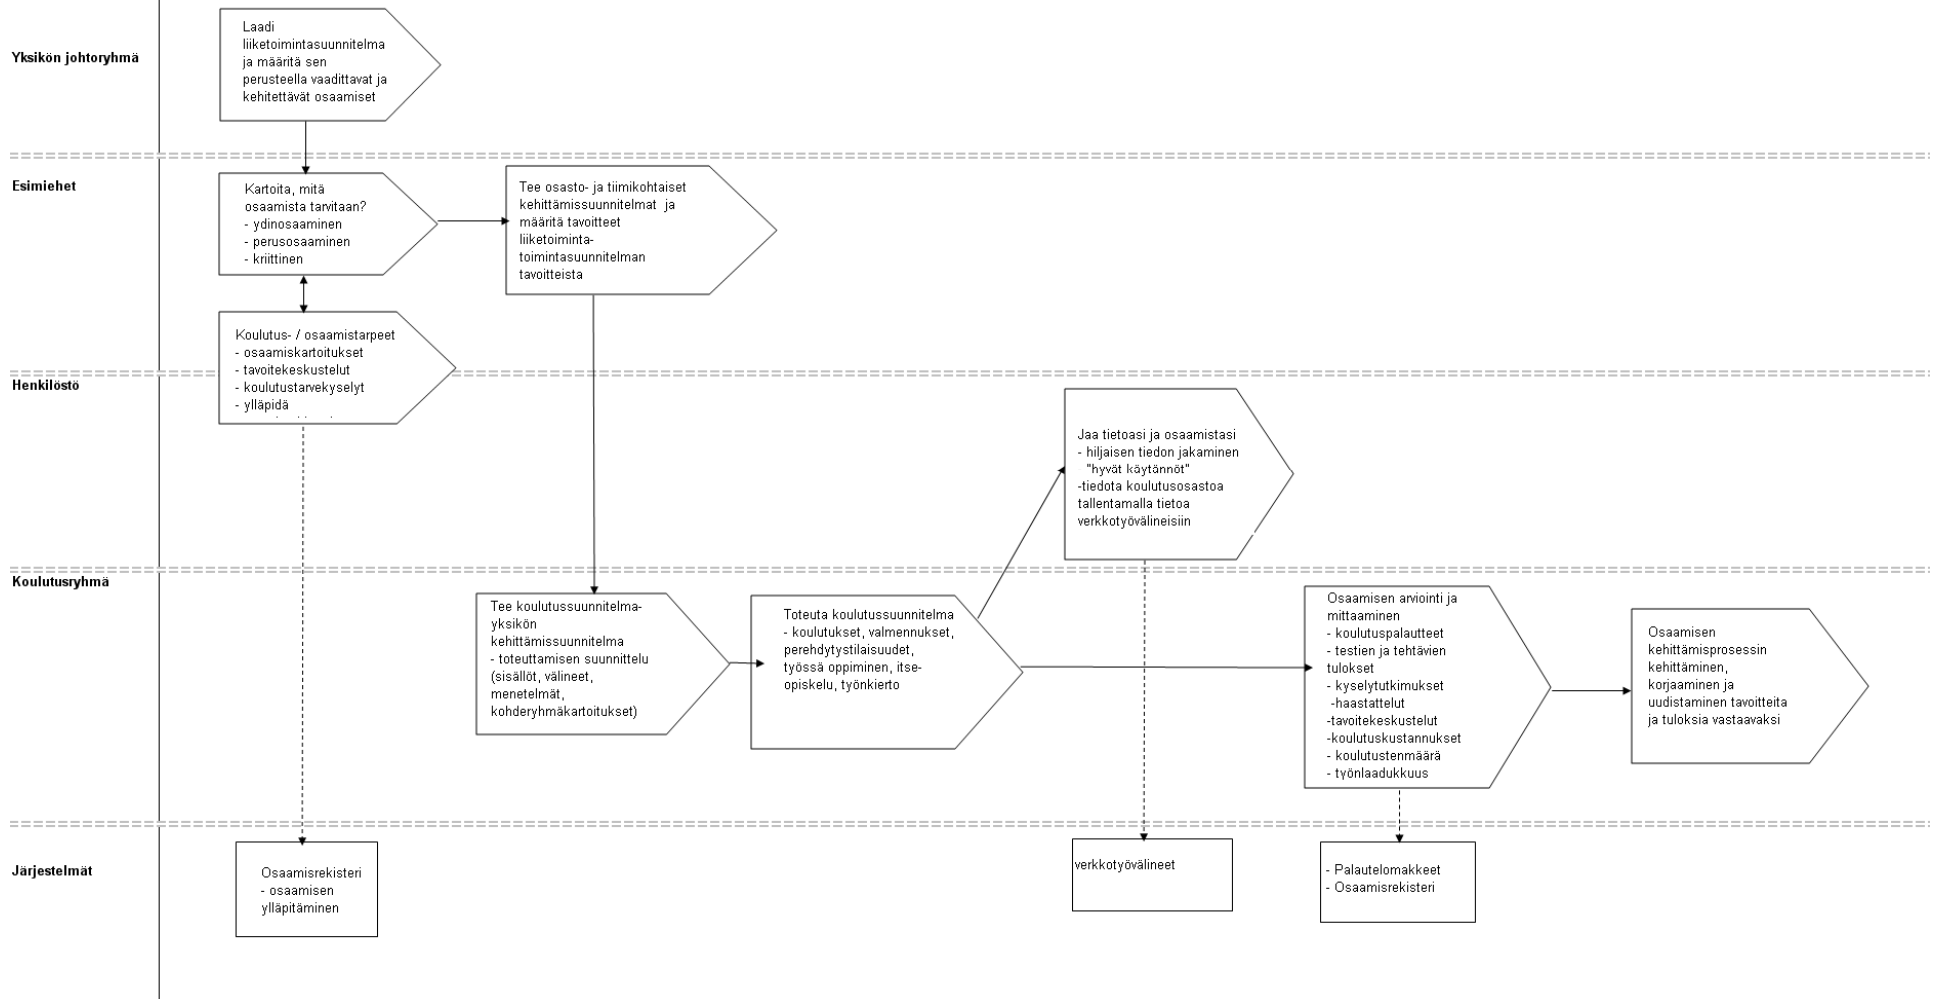 Yksikön johtoryhmä
Laadi
liiketoimintasuunnitelma
ja määritä sen
perusteella vaadittavat ja
kehitettävät osaamiset
Esimiehet
Kartoita, mitä
osaamista tarvitaan?
- ydinosaaminen
- perusosaaminen
- kriittinen
Tee osasto- ja tiimikohtaiset
kehittämissuunnitelmat ja
määritä tavoitteet
liiketoiminta-
toimintasuunnitelman
tavoitteista
Koulutus- / osaamistarpeet
- osaamiskartoitukset
- tavoitekeskustelut
- koulutustarvekyselyt
- ylläpidä
Henkilöstö
Jaa tietoasi ja osaamistasi
- hiljaisen tiedon jakaminen
"hyvät käytännöt"
-tiedota koulutusosastoa
tallentamalla tietoa
verkkotyövälineisiin
Koulutusryhmä
Tee koulutussuunnitelma-
yksikön
kehittämissuunnitelma
- toteuttamisen suunnittelu
(sisällöt, välineet,
menetelmät,
kohderyhmäkartoitukset)
Toteuta koulutussuunnitelma
- koulutukset, valmennukset,
perehdytystilaisuudet,
työssä oppiminen, itse-
opiskelu, työnkierto
Osaamisen arviointi ja
mittaaminen
- koulutuspalautteet
- testien ja tehtävien
tulokset
- kyselytutkimukset
-haastattelut
-tavoitekeskustelut
-koulutuskustannukset
- koulutustenmäärä
- työnlaadukkuus
Osaamisen
kehittämisprosessin
kehittäminen,
korjaaminen ja
uudistaminen tavoitteita
ja tuloksia vastaavaksi
Järjestelmät
Osaamisrekisteri
- osaamisen
ylläpitäminen
verkkotyövälineet
- Palautelomakkeet
- Osaamisrekisteri